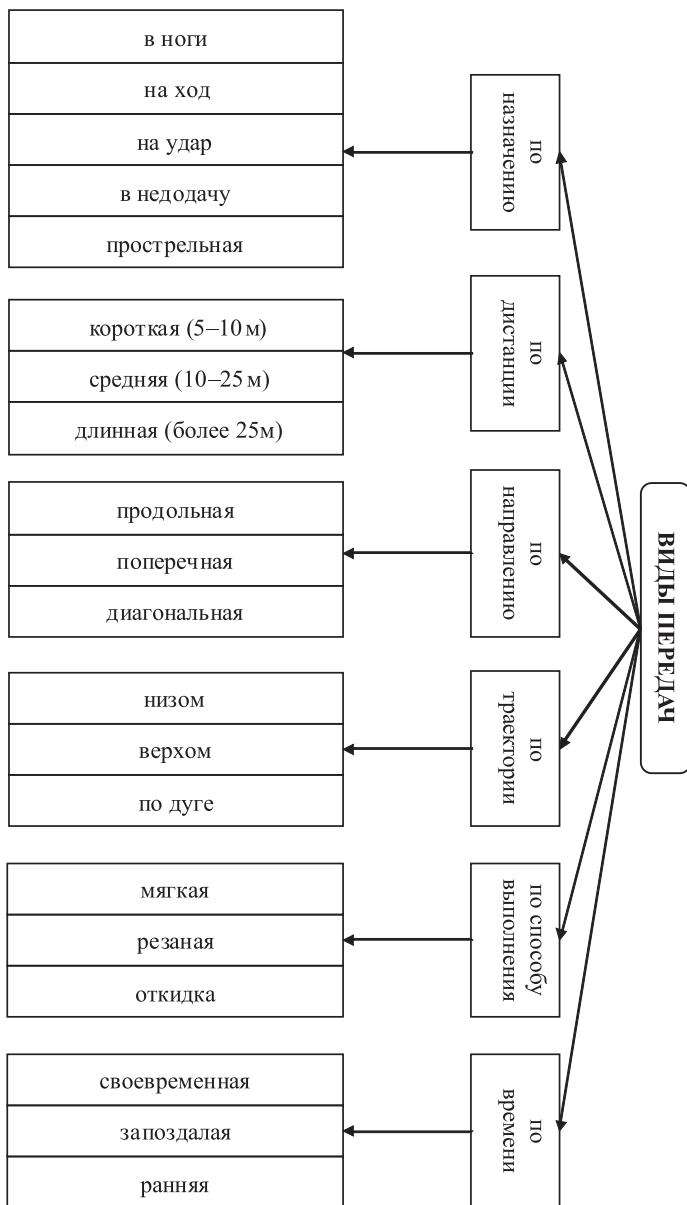 ВИДЫ ПЕРЕДАЧ
по
назначению
в ноги
на ход
на удар
в недодачу
прострельная
по
дистанции
короткая (5–10 м)
средняя (10–25 м)
длинная (более 25м)
по
направлению
продольная
поперечная
диагональная
по
траектории
низом
верхом
по дуге
по способу
выполнения
мягкая
резаная
откидка
по
времени
своевременная
запоздалая
ранняя